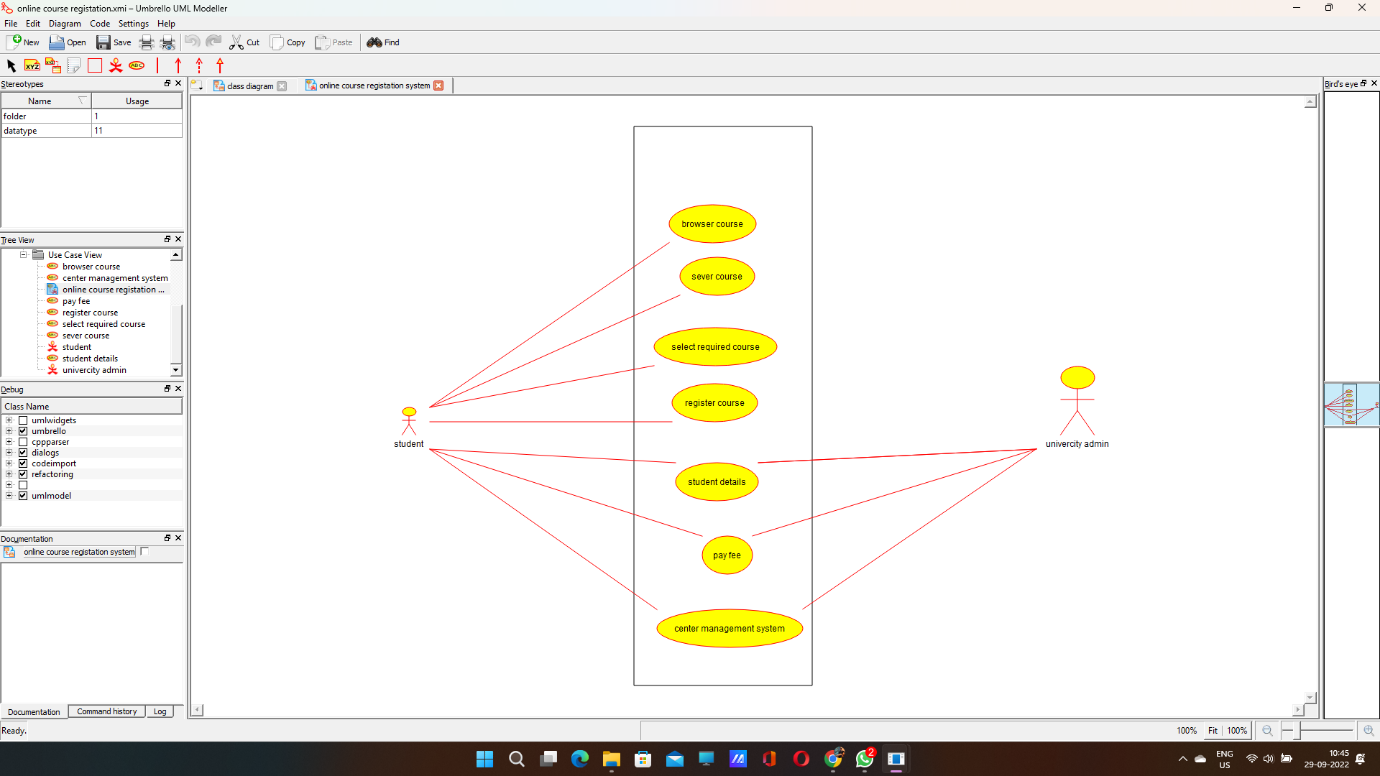 online course registation.xmi – Umbrello UML Modeller
File Edit Diagram Code Settings Help
New Open Save Cut Copy Paste Find
XYZ ABC
Stereotypes
Name Usage
folder 1
datatype 11
class diagram online course registation system
Bird's eye
Tree View
Use Case View
browser course
center management system
online course registation ...
pay fee
register course
select required course
sever course
student
student details
univercity admin
Debug
Class Name
umlwidgets
umbrello
cppparser
dialogs
codeimport
refactoring
umlmodel
Documentation
online course registation system
Documentation Command history Log
browser course
sever course
select required course
register course
student
univercity admin
student details
pay fee
center management system
Ready.
100% Fit 100%
2
ENG
US
10:45
29-09-2022